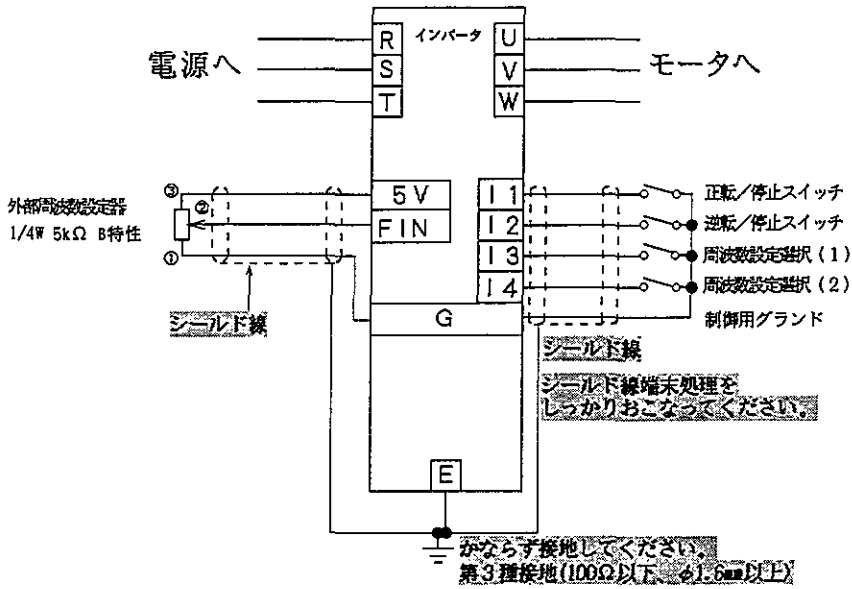 R インバータ U
電源へ S V モータへ
T W
③ 5V I1 正転／停止スイッチ
外部周波数設定器 ② FIN I2 逆転／停止スイッチ
1/4W 5kΩ B特性 I3 周波数設定選択（1）
① I4 周波数設定選択（2）
シールド線 G 制御用グランド
シールド線
シールド線端末処理を
しっかりおこなってください。
E
かならず接地してください。
第3種接地(100Ω以下、φ1.6mm以上)